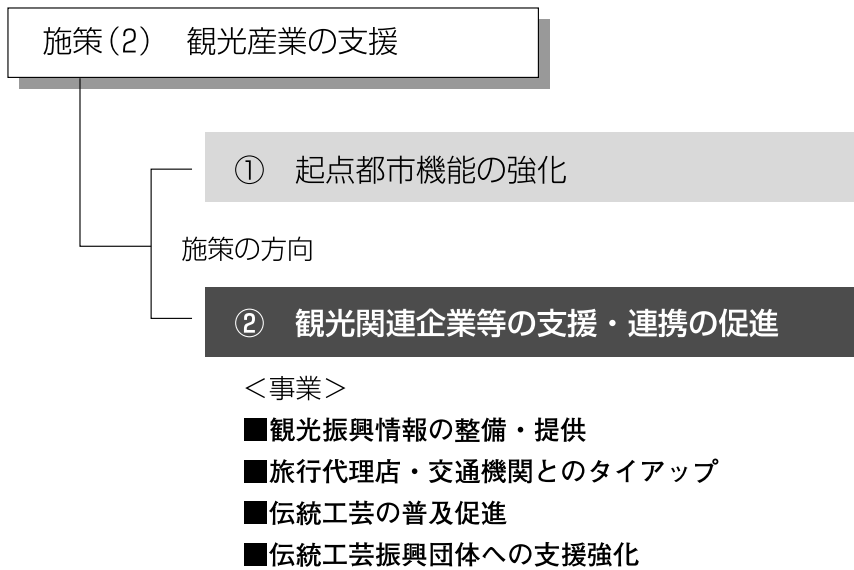 施策(2)　観光産業の支援
①　起点都市機能の強化
施策の方向
②　観光関連企業等の支援・連携の促進
＜事業＞
■観光振興情報の整備・提供
■旅行代理店・交通機関とのタイアップ
■伝統工芸の普及促進
■伝統工芸振興団体への支援強化